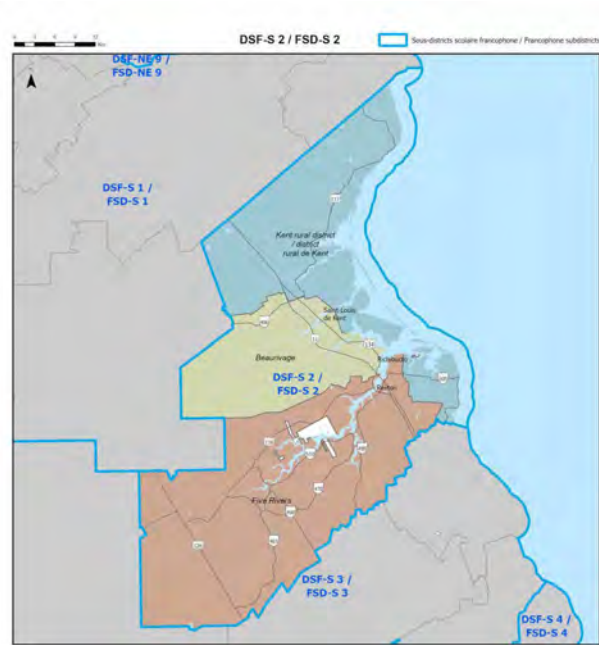 DSF-S 2 / FSD-S 2
Sous-districts scolaire francophone / Francophone subdistricts
DSF-NE 9 /
FSD-NE 9
DSF-S 1 /
FSD-S 1
Kent rural district
/ district
rural de Kent
Saint-Louis
de Kent
Beaurivage
Richibucto
DSF-S 2 /
FSD-S 2
Rexton
Five Rivers
DSF-S 3 /
FSD-S 3
DSF-S 4 /
FSD-S 4